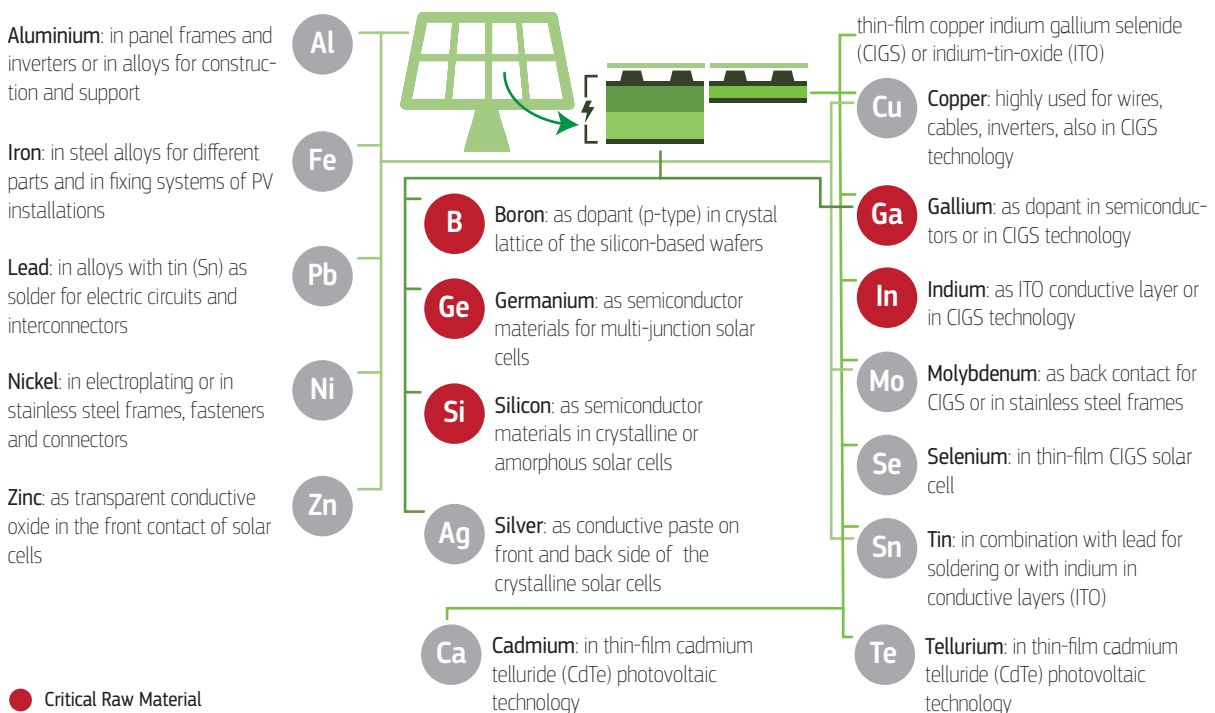 Aluminium: in panel frames and
inverters or in alloys for construc-
tion and support
Al
Iron: in steel alloys for different
parts and in fixing systems of PV
installations
Fe
Lead: in alloys with tin (Sn) as
solder for electric circuits and
interconnectors
Pb
Nickel: in electroplating or in
stainless steel frames, fasteners
and connectors
Ni
Zinc: as transparent conductive
oxide in the front contact of solar
cells
Zn
B
Boron: as dopant (p-type) in crystal
lattice of the silicon-based wafers
Ge
Germanium: as semiconductor
materials for multi-junction solar
cells
Si
Silicon: as semiconductor
materials in crystalline or
amorphous solar cells
Ag
Silver: as conductive paste on
front and back side of the
crystalline solar cells
Ca
Cadmium: in thin-film cadmium
telluride (CdTe) photovoltaic
technology
thin-film copper indium gallium selenide
(CIGS) or indium-tin-oxide (ITO)
Cu
Copper: highly used for wires,
cables, inverters, also in CIGS
technology
Ga
Gallium: as dopant in semiconduc-
tors or in CIGS technology
In
Indium: as ITO conductive layer or
in CIGS technology
Mo
Molybdenum: as back contact for
CIGS or in stainless steel frames
Se
Selenium: in thin-film CIGS solar
cell
Sn
Tin: in combination with lead for
soldering or with indium in
conductive layers (ITO)
Te
Tellurium: in thin-film cadmium
telluride (CdTe) photovoltaic
technology
Critical Raw Material